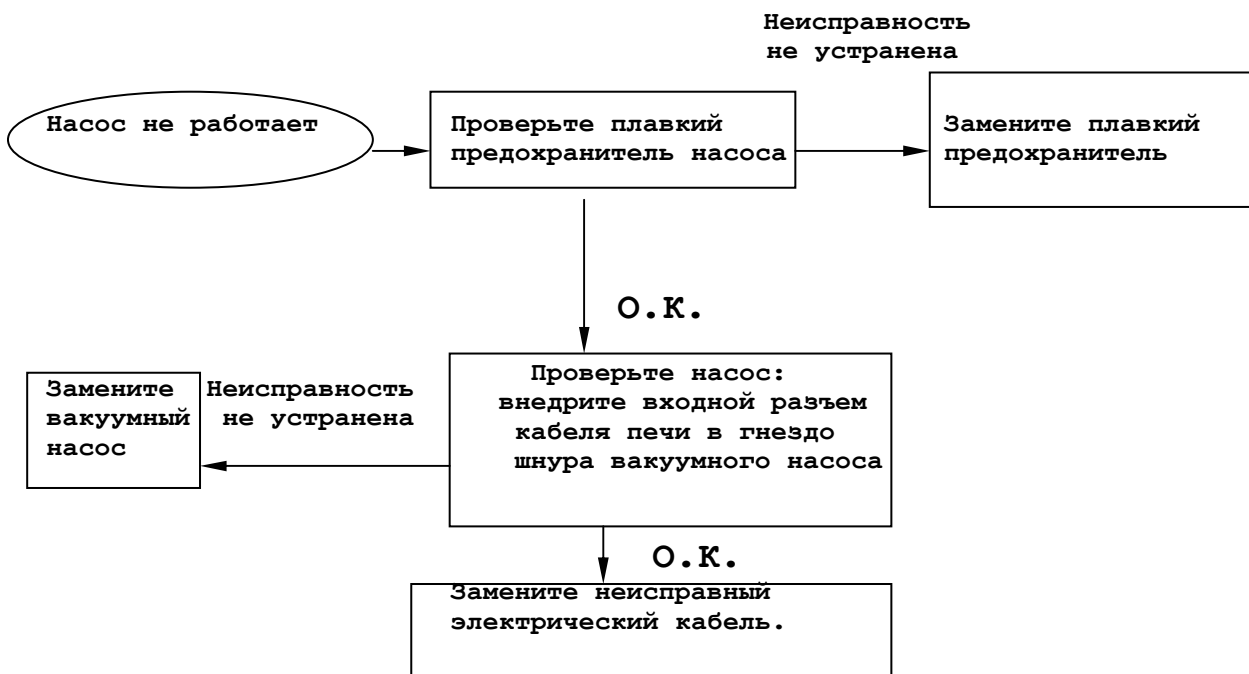 Неисправность
не устранена
Насос не работает
Проверьте плавкий
предохранитель насоса
Замените плавкий
предохранитель
О.К.
Замените
вакуумный
насос
Неисправность
не устранена
Проверьте насос:
внедрите входной разъем
кабеля печи в гнездо
шнура вакуумного насоса
О.К.
Замените неисправный
электрический кабель.